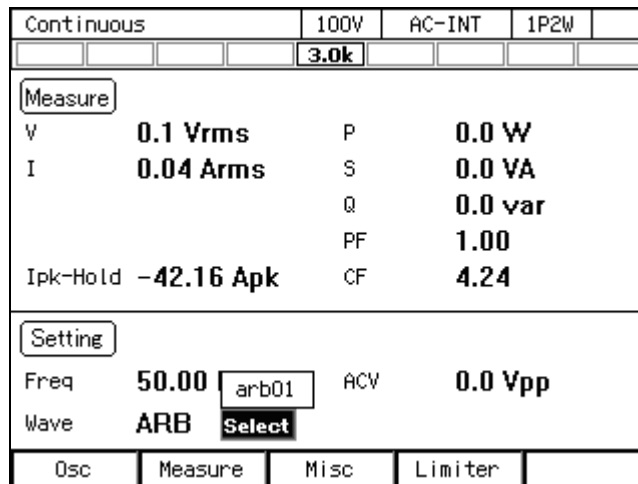 Continuous 100V AC-INT 1P2W
3.0k
Measure
V 0.1 Vrms P 0.0 W
I 0.04 Arms S 0.0 VA
Q 0.0 var
PF 1.00
Ipk-Hold -42.16 Apk CF 4.24
Setting
Freq 50.00 arb01 ACV 0.0 Vpp
Wave ARB Select
Osc Measure Misc Limiter